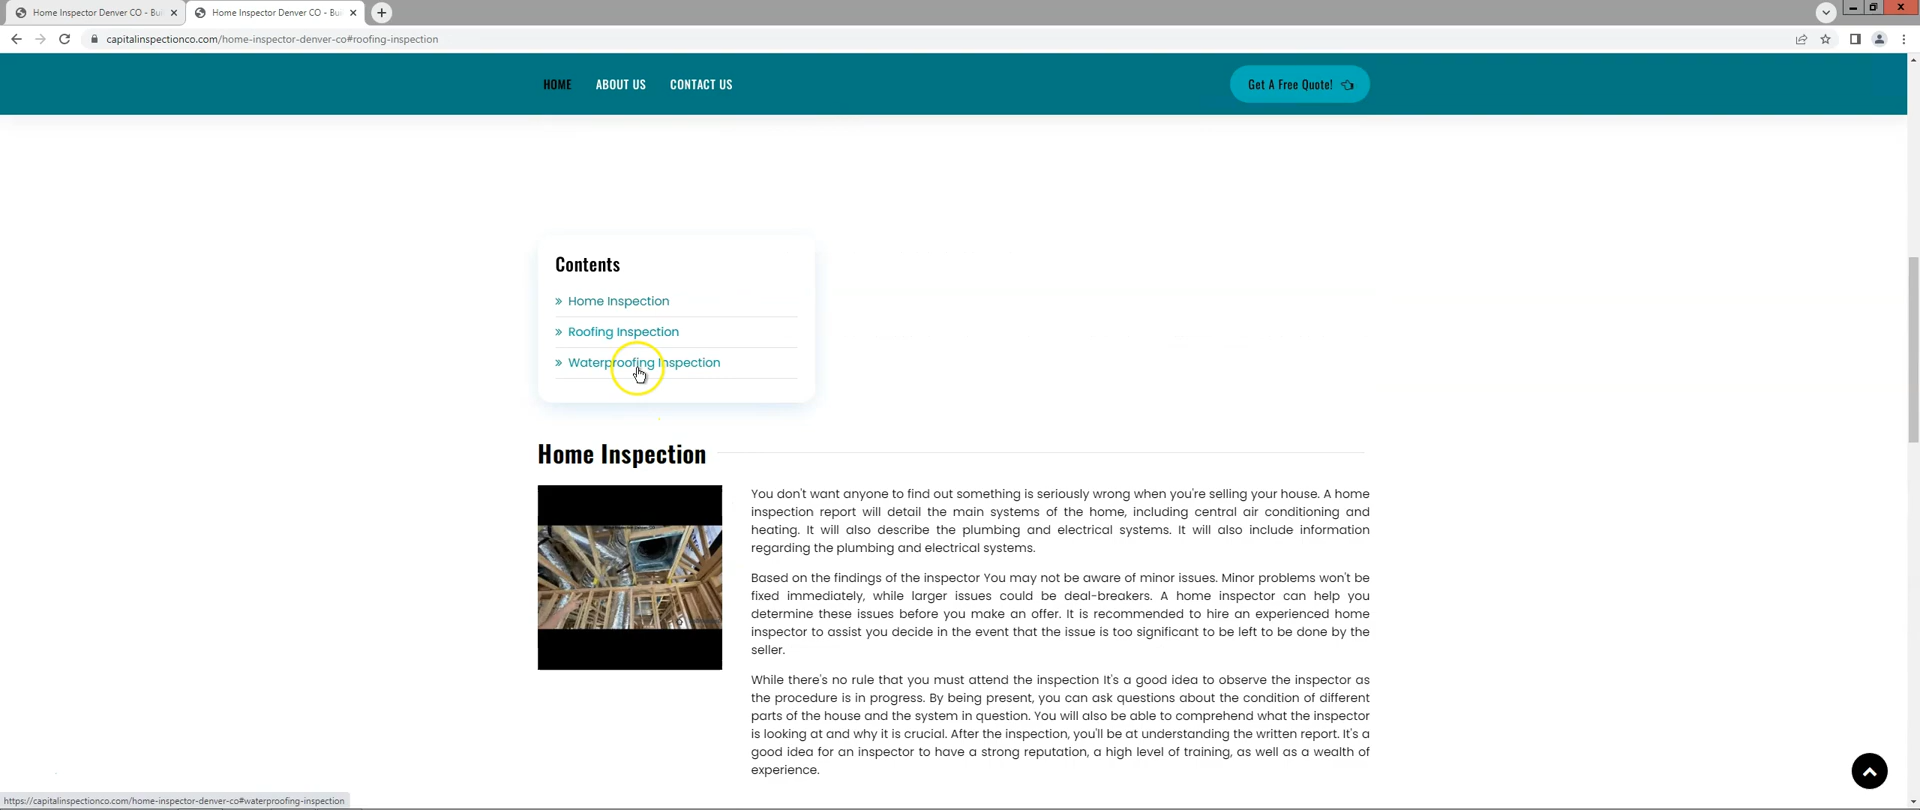 Home Inspector Denver CO - Bu
Home Inspector Denver CO - Bu
capitalinspectionco.com/home-inspector-denver-co#roofing-inspection
HOME ABOUT US CONTACT US Get A Free Quote!
Contents
» Home Inspection
» Roofing Inspection
» Waterproofing Inspection
Home Inspection
You don't want anyone to find out something is seriously wrong when you're selling your house. A home
inspection report will detail the main systems of the home, including central air conditioning and
heating. It will also describe the plumbing and electrical systems. It will also include information
regarding the plumbing and electrical systems.
Based on the findings of the inspector You may not be aware of minor issues. Minor problems won't be
fixed immediately, while larger issues could be deal-breakers. A home inspector can help you
determine these issues before you make an offer. It is recommended to hire an experienced home
inspector to assist you decide in the event that the issue is too significant to be left to be done by the
seller.
While there's no rule that you must attend the inspection It's a good idea to observe the inspector as
the procedure is in progress. By being present, you can ask questions about the condition of different
parts of the house and the system in question. You will also be able to comprehend what the inspector
is looking at and why it is crucial. After the inspection, you'll be at understanding the written report. It's a
good idea for an inspector to have a strong reputation, a high level of training, as well as a wealth of
experience.
https://capitalinspectionco.com/home-inspector-denver-co#waterproofing-inspection